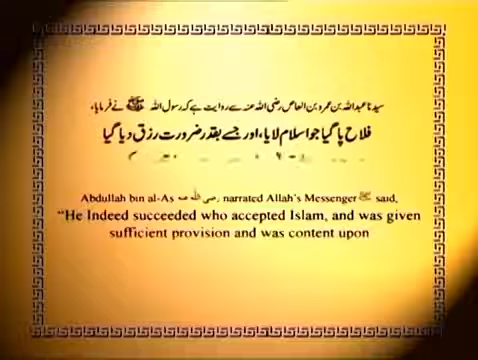 سیدنا عبداللہ بن عمرو بن العاص رضی اللہ عنہ سے روایت ہے کہ رسول اللہ ﷺ نے فرمایا،
فلاح پا گیا جو اسلام لایا، اور جسے بقدر ضرورت رزق دیا گیا
Abdullah bin al-As رضی اللہ عنہ, narrated Allah's Messenger ﷺ said,
"He Indeed succeeded who accepted Islam, and was given
sufficient provision and was content upon